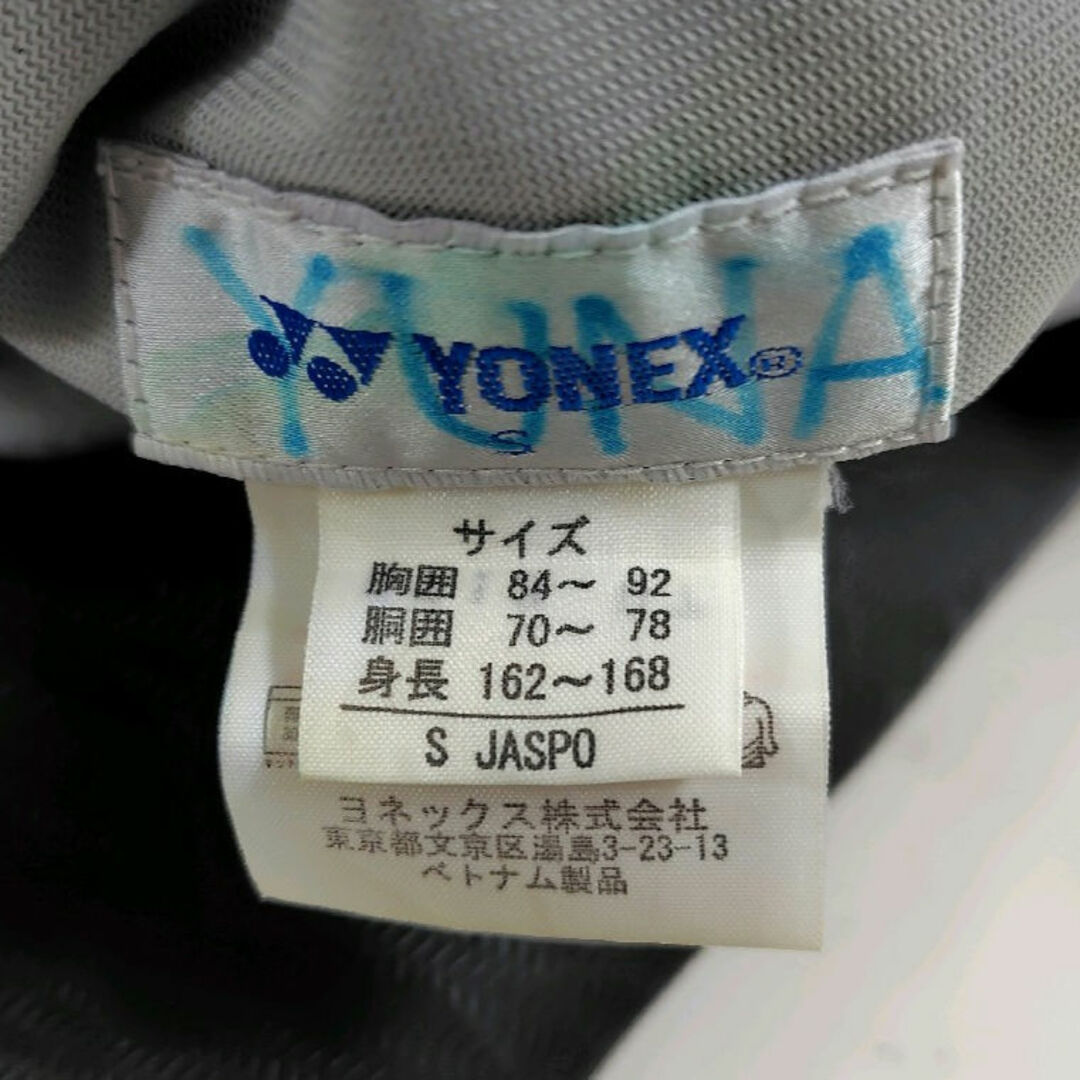 YUNA
YONEX®
S
サイズ
胸囲 84〜 92
胴囲 70〜 78
身長 162〜168
S JASPO
ヨネックス株式会社
東京都文京区湯島3-23-13
ベトナム製品